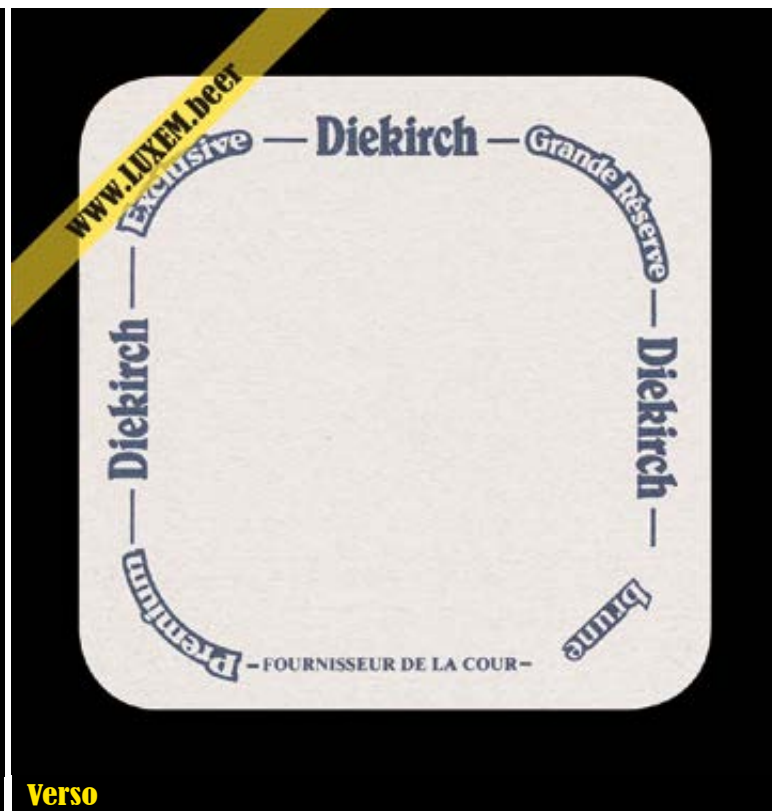 www.LUXEM.beer
Exclusive — Diekirch — Grande Réserve
— Diekirch —
brune
– FOURNISSEUR DE LA COUR –
Premium
— Diekirch —
Verso